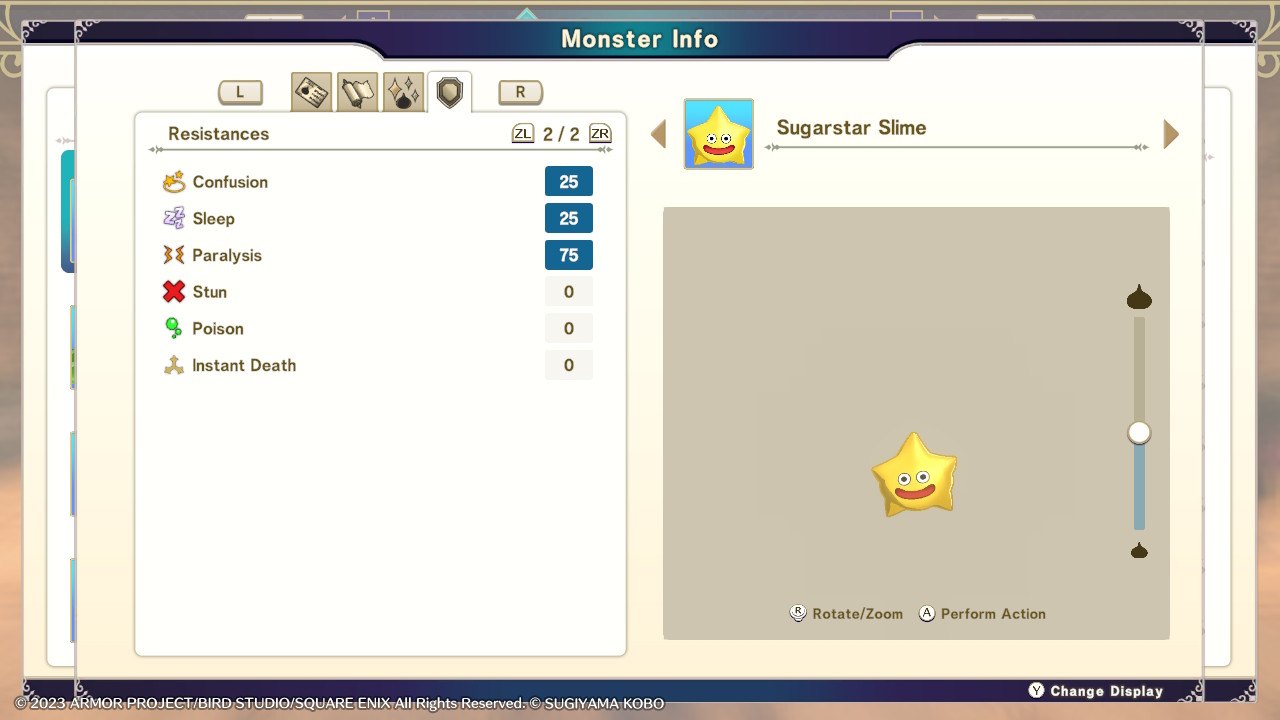 Monster Info
L
R
Resistances
ZL 2 / 2 ZR
Confusion 25
Sleep 25
Paralysis 75
Stun 0
Poison 0
Instant Death 0
Sugarstar Slime
R Rotate/Zoom A Perform Action
Y Change Display
© 2023 ARMOR PROJECT/BIRD STUDIO/SQUARE ENIX All Rights Reserved. © SUGIYAMA KOBO